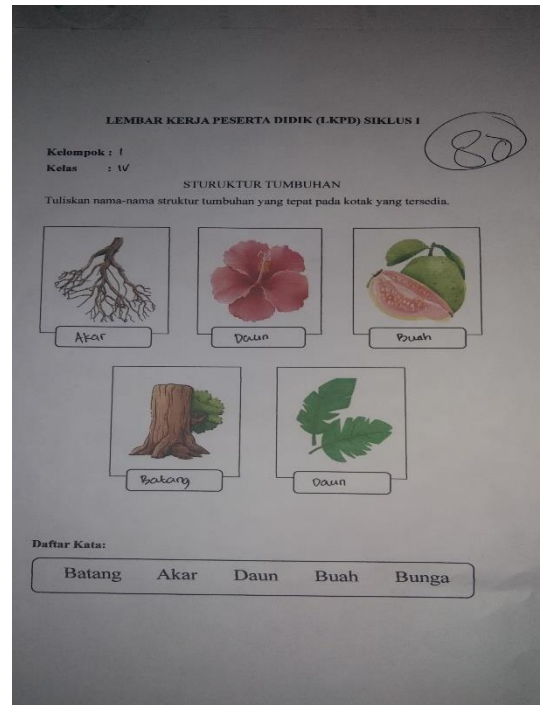 LEMBAR KERJA PESERTA DIDIK (LKPD) SIKLUS I
80
Kelompok : 1
Kelas : IV
STURUKTUR TUMBUHAN
Tuliskan nama-nama struktur tumbuhan yang tepat pada kotak yang tersedia.
Akar Daun Buah
Batang Daun
Daftar Kata:
Batang Akar Daun Buah Bunga